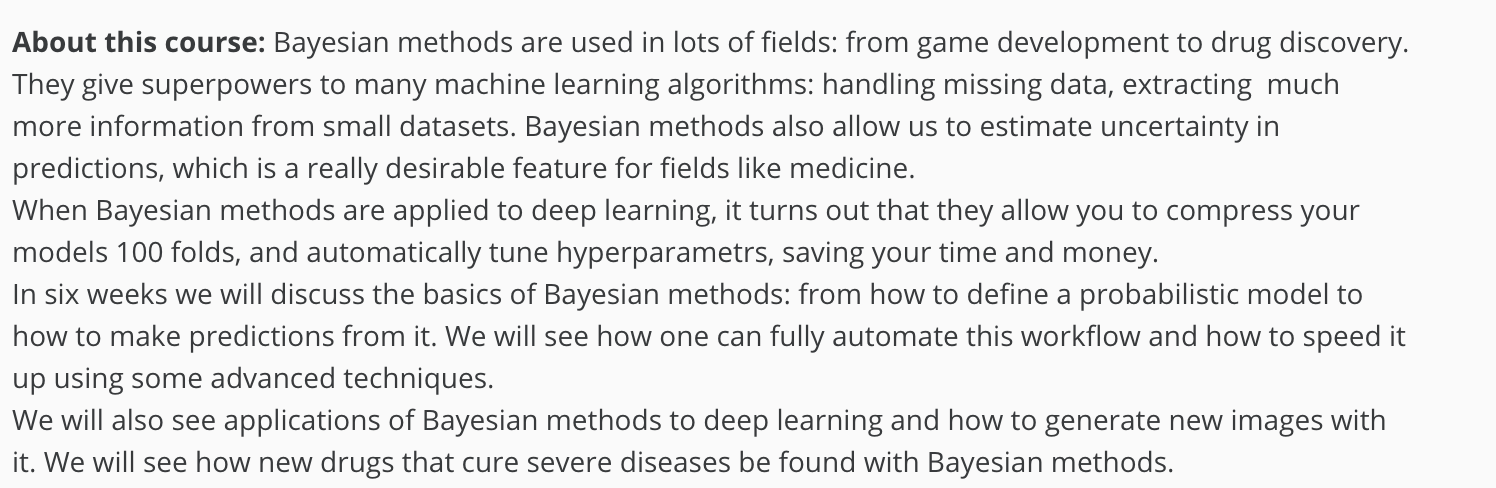 About this course: Bayesian methods are used in lots of fields: from game development to drug discovery.
They give superpowers to many machine learning algorithms: handling missing data, extracting  much
more information from small datasets. Bayesian methods also allow us to estimate uncertainty in
predictions, which is a really desirable feature for fields like medicine.
When Bayesian methods are applied to deep learning, it turns out that they allow you to compress your
models 100 folds, and automatically tune hyperparametrs, saving your time and money.
In six weeks we will discuss the basics of Bayesian methods: from how to define a probabilistic model to
how to make predictions from it. We will see how one can fully automate this workflow and how to speed it
up using some advanced techniques.
We will also see applications of Bayesian methods to deep learning and how to generate new images with
it. We will see how new drugs that cure severe diseases be found with Bayesian methods.